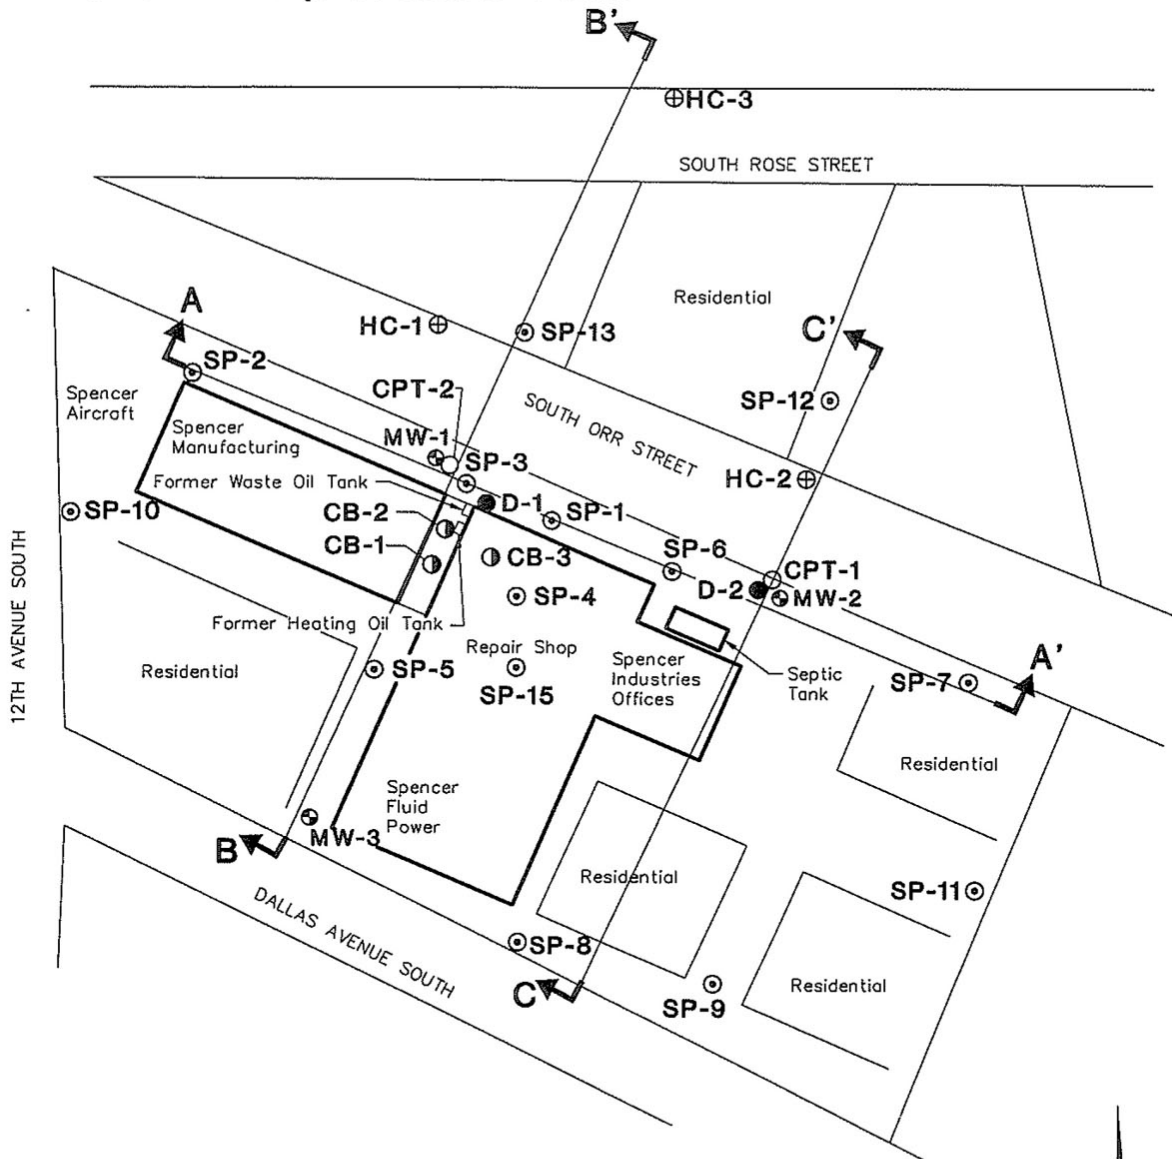 B'
HC-3
SOUTH ROSE STREET
Residential
A
HC-1
SP-13
C'
SP-2
CPT-2
Spencer
Aircraft
SP-12
SOUTH ORR STREET
Spencer
Manufacturing
MW-1
SP-3
HC-2
Former Waste Oil Tank
D-1
SP-1
SP-10
CB-2
CB-1
CB-3
SP-6
CPT-1
D-2
MW-2
SP-4
Former Heating Oil Tank
12TH AVENUE SOUTH
Residential
SP-5
Repair Shop
SP-15
Spencer
Industries
Offices
Septic
Tank
SP-7
A'
Residential
Spencer
Fluid
Power
MW-3
B
Residential
SP-11
DALLAS AVENUE SOUTH
SP-8
C
SP-9
Residential